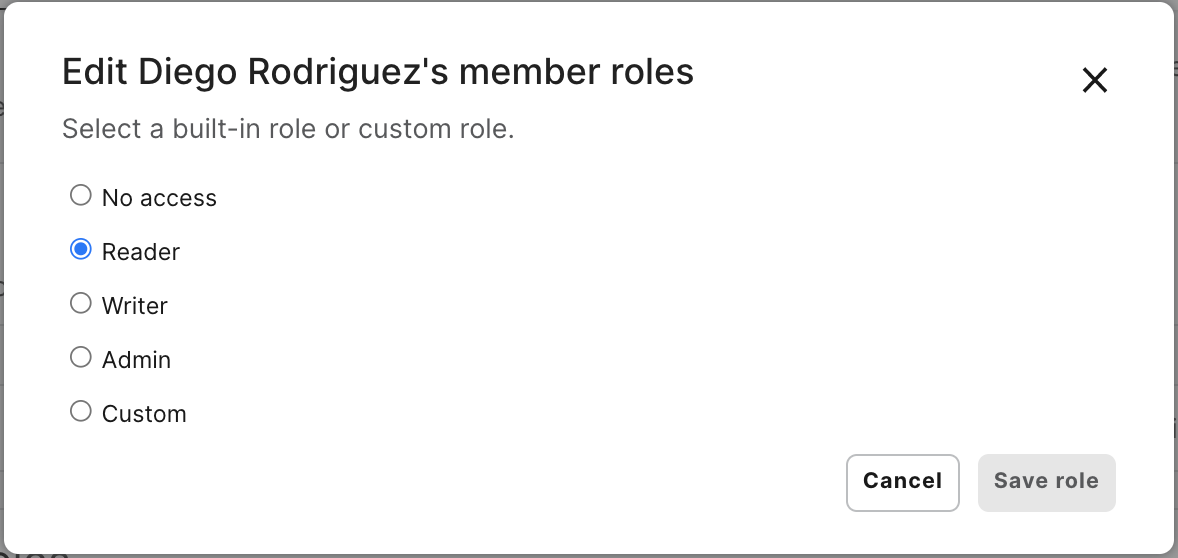 Edit Diego Rodriguez's member roles
Select a built-in role or custom role.
No access
Reader
Writer
Admin
Custom
Cancel
Save role